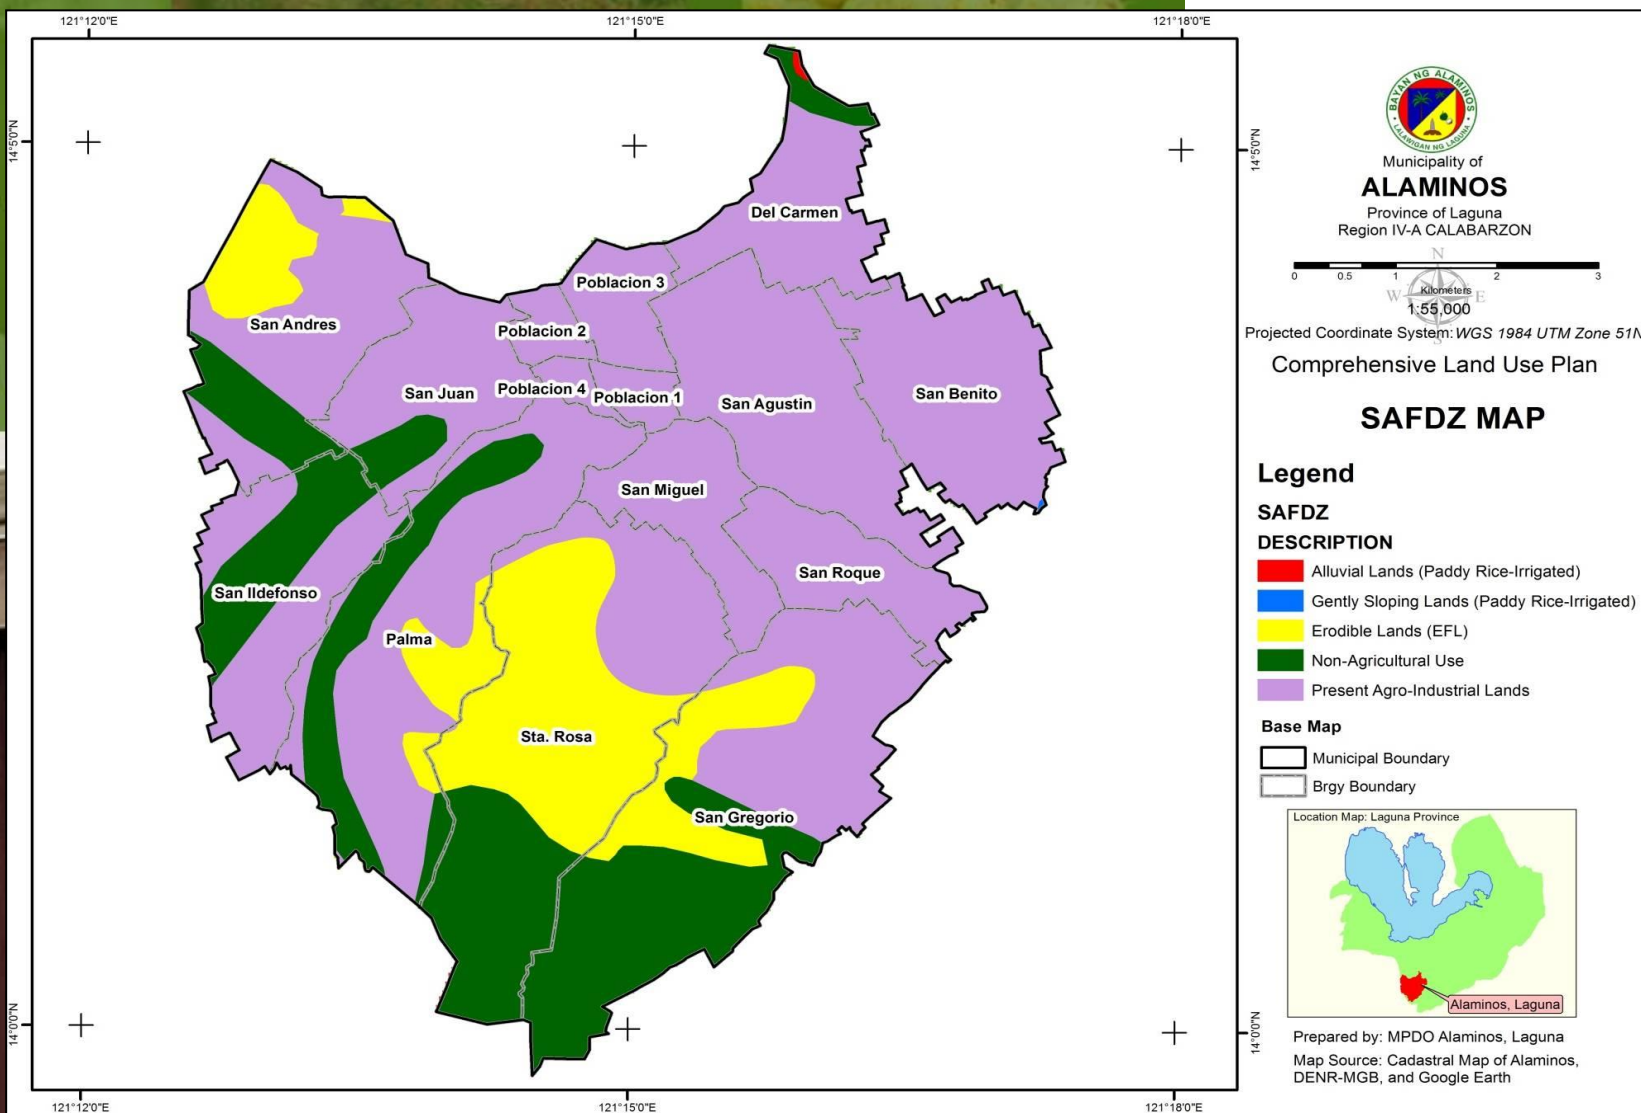 121°12'0"E
121°15'0"E
121°18'0"E
14°5'0"N
14°5'0"N
Del Carmen
Poblacion 3
San Andres
Poblacion 2
San Juan
Poblacion 4
Poblacion 1
San Agustin
San Benito
San Miguel
San Roque
San Ildefonso
Palma
Sta. Rosa
San Gregorio
14°0'0"N
14°0'0"N
121°12'0"E
121°15'0"E
121°18'0"E
BAYAN NG ALAMINOS
LALAWIGAN NG LAGUNA
Municipality of
ALAMINOS
Province of Laguna
Region IV-A CALABARZON
N
0 0.5 1 2 3
W Kilometers E
1:55,000
Projected Coordinate System: WGS 1984 UTM Zone 51N
S
Comprehensive Land Use Plan
SAFDZ MAP
Legend
SAFDZ
DESCRIPTION
Alluvial Lands (Paddy Rice-Irrigated)
Gently Sloping Lands (Paddy Rice-Irrigated)
Erodible Lands (EFL)
Non-Agricultural Use
Present Agro-Industrial Lands
Base Map
Municipal Boundary
Brgy Boundary
Location Map: Laguna Province
Alaminos, Laguna
Prepared by: MPDO Alaminos, Laguna
Map Source: Cadastral Map of Alaminos,
DENR-MGB, and Google Earth